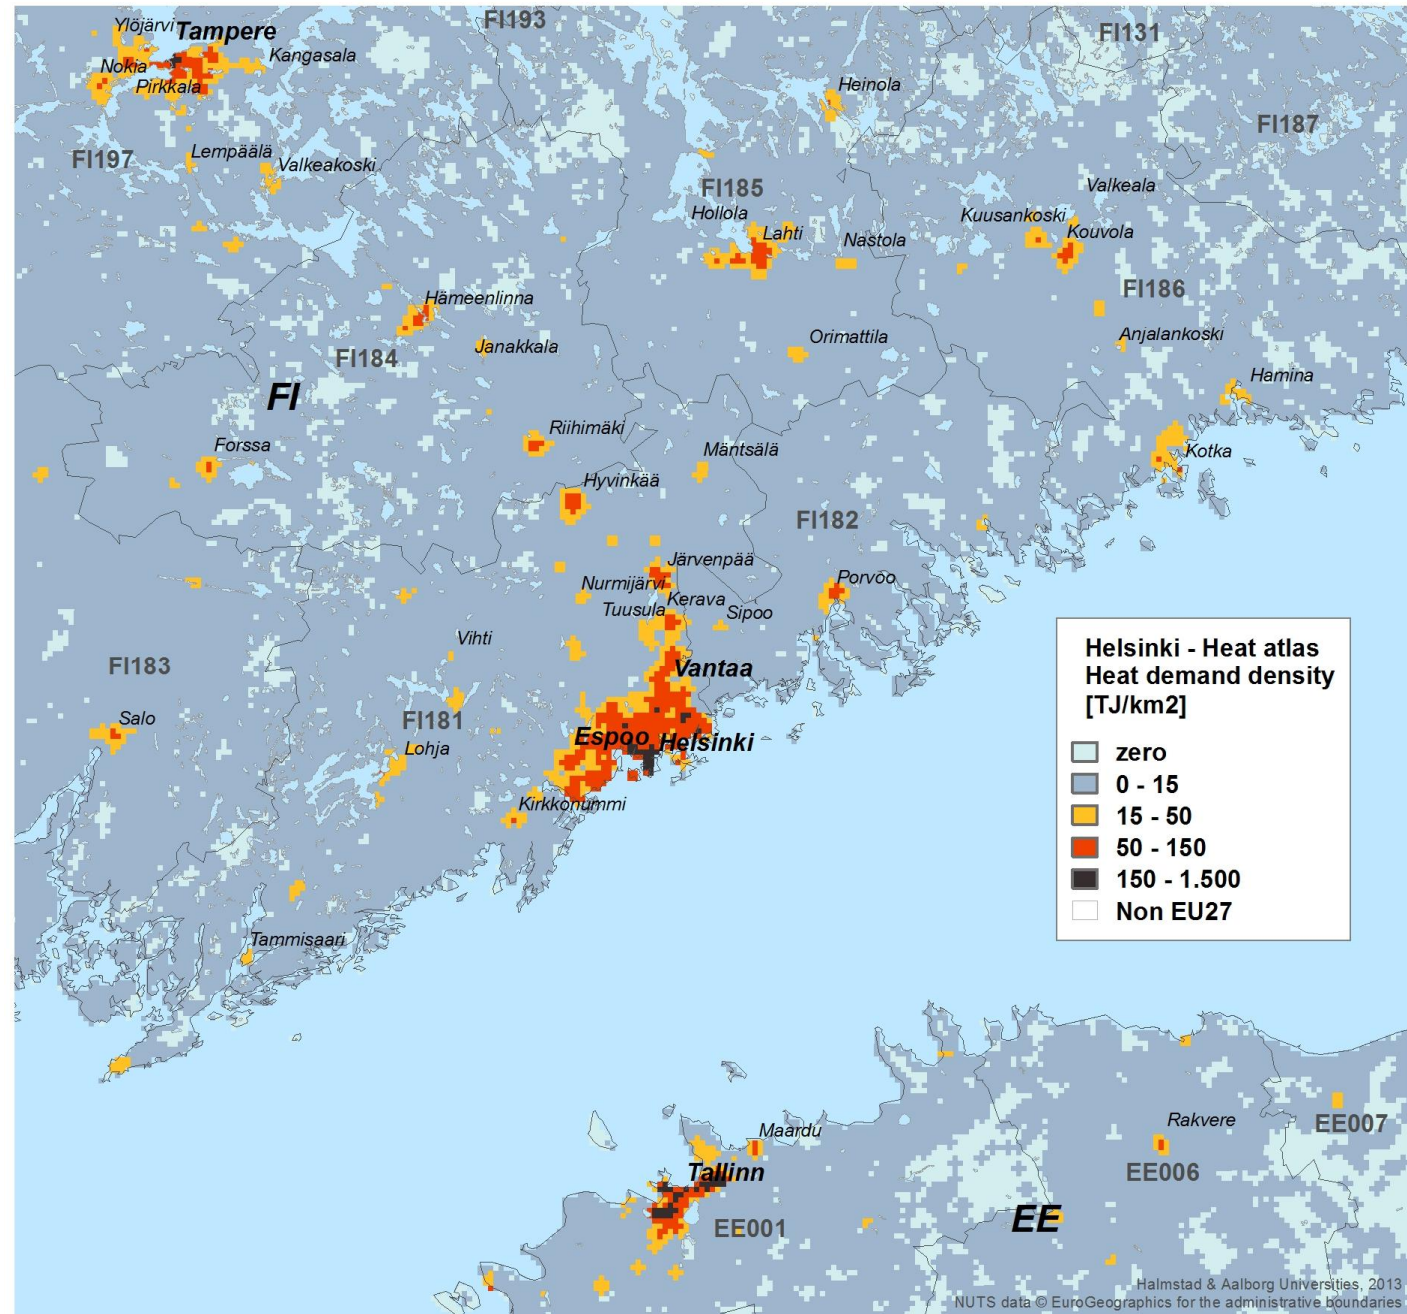 FI193
Ylöjärvi
Tampere
FI131
Kangasala
Nokia
Pirkkala
Heinola
FI187
FI197
Lempäälä
Valkeakoski
FI185
Valkeala
Hollola
Kuusankoski
Lahti
Nastola
Kouvola
FI186
Hämeenlinna
Orimattila
Anjalankoski
Janakkala
FI184
Hamina
FI
Riihimäki
Forssa
Mäntsälä
Kotka
Hyvinkää
FI182
Järvenpää
Nurmijärvi
Porvoo
Kerava
Tuusula
Sipoo
Vihti
FI183
Vantaa
Salo
FI181
Espoo
Helsinki
Lohja
Kirkkonummi
Tammisaari
Helsinki - Heat atlas
Heat demand density
[TJ/km2]
zero
0 - 15
15 - 50
50 - 150
150 - 1.500
Non EU27
Maardu
Rakvere
EE007
Tallinn
EE006
EE001
EE
Halmstad & Aalborg Universities, 2013
NUTS data © EuroGeographics for the administrative boundaries